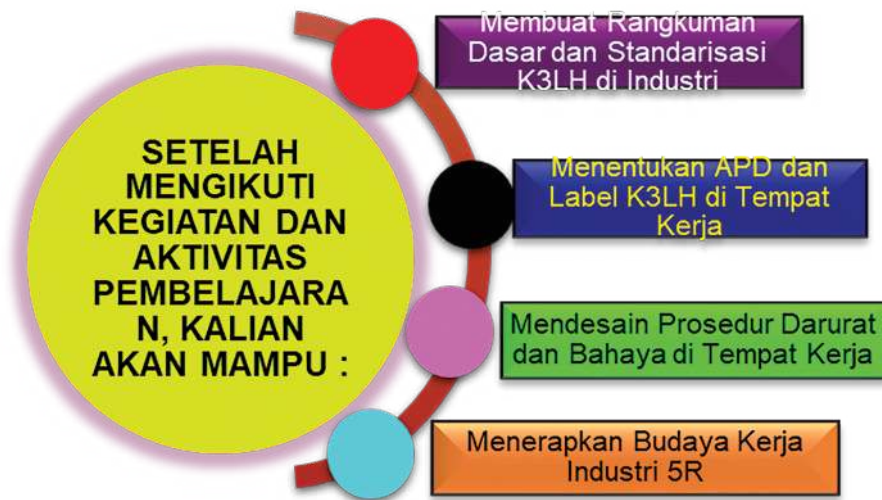 SETELAH
MENGIKUTI
KEGIATAN DAN
AKTIVITAS
PEMBELAJARA
N, KALIAN
AKAN MAMPU :
Membuat Rangkuman
Dasar dan Standarisasi
K3LH di Industri
Menentukan APD dan
Label K3LH di Tempat
Kerja
Mendesain Prosedur Darurat
dan Bahaya di Tempat Kerja
Menerapkan Budaya Kerja
Industri 5R